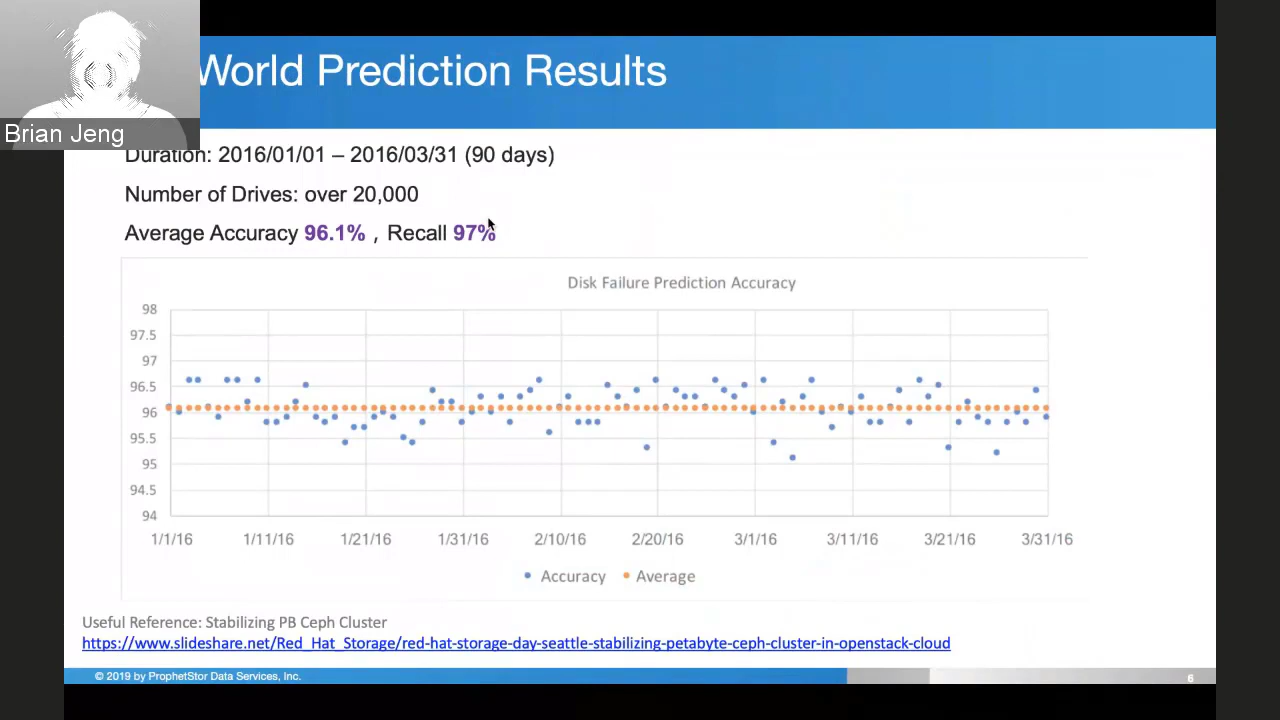 World Prediction Results
Brian Jeng
Duration: 2016/01/01 – 2016/03/31 (90 days)
Number of Drives: over 20,000
Average Accuracy 96.1% , Recall 97%
Disk Failure Prediction Accuracy
98
97.5
97
96.5
96
95.5
95
94.5
94
1/1/16 1/11/16 1/21/16 1/31/16 2/10/16 2/20/16 3/1/16 3/11/16 3/21/16 3/31/16
Accuracy Average
Useful Reference: Stabilizing PB Ceph Cluster
https://www.slideshare.net/Red_Hat_Storage/red-hat-storage-day-seattle-stabilizing-petabyte-ceph-cluster-in-openstack-cloud
© 2019 by ProphetStor Data Services, Inc.
6